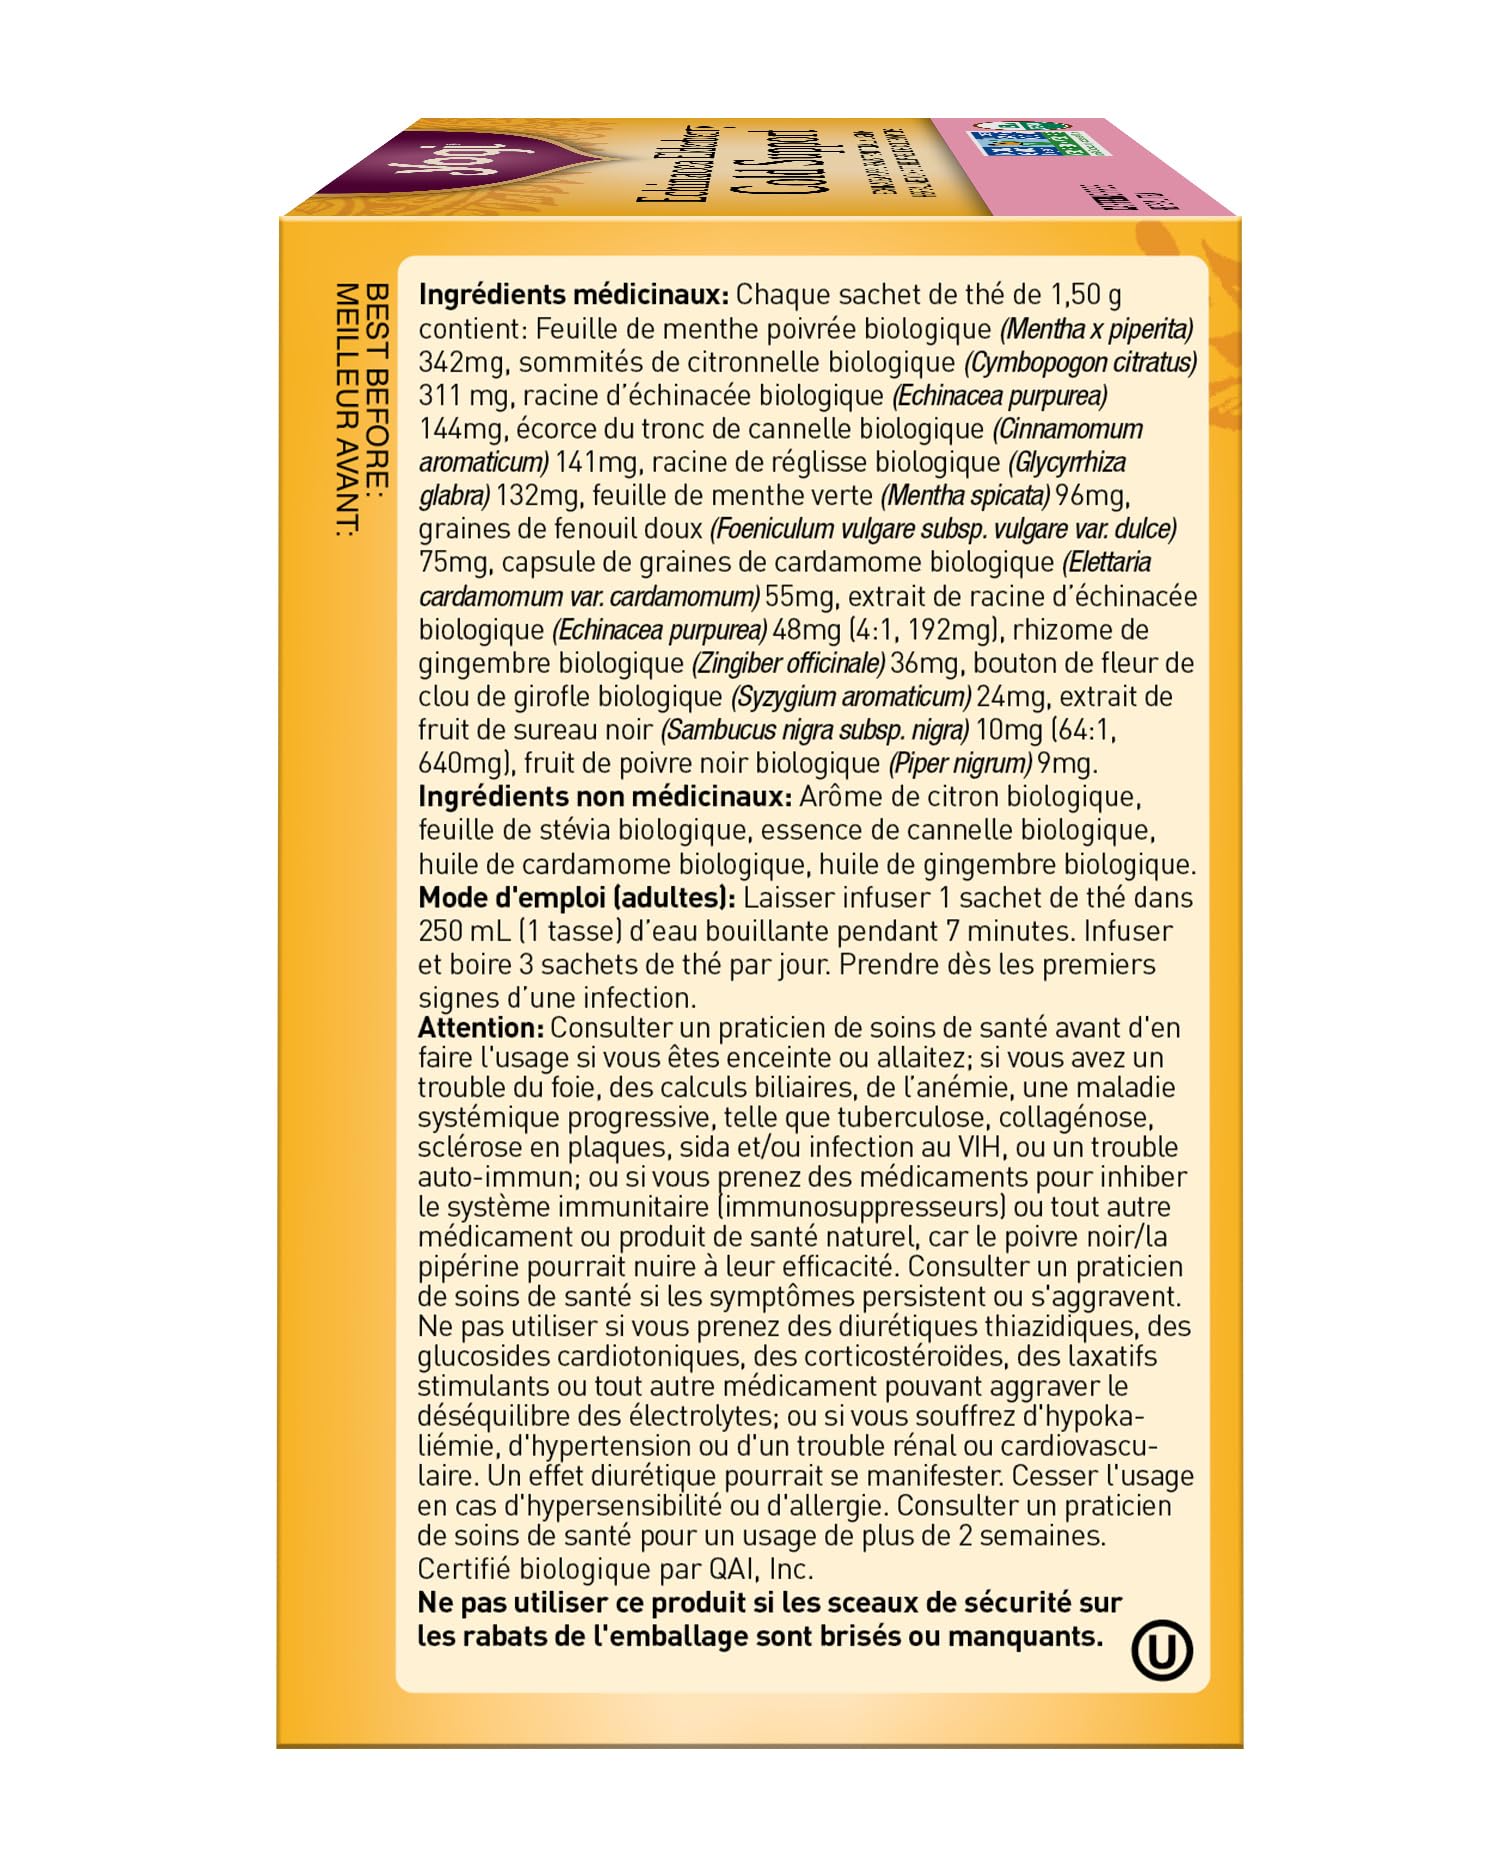 yogi
Echinacea Elderberry
Cold Support
BEST BEFORE:
MEILLEUR AVANT:
Ingrédients médicinaux: Chaque sachet de thé de 1,50 g
contient: Feuille de menthe poivrée biologique (Mentha x piperita)
342mg, sommités de citronnelle biologique (Cymbopogon citratus)
311 mg, racine d'échinacée biologique (Echinacea purpurea)
144mg, écorce du tronc de cannelle biologique (Cinnamomum
aromaticum) 141mg, racine de réglisse biologique (Glycyrrhiza
glabra) 132mg, feuille de menthe verte (Mentha spicata) 96mg,
graines de fenouil doux (Foeniculum vulgare subsp. vulgare var. dulce)
75mg, capsule de graines de cardamome biologique (Elettaria
cardamomum var. cardamomum) 55mg, extrait de racine d'échinacée
biologique (Echinacea purpurea) 48mg (4:1, 192mg), rhizome de
gingembre biologique (Zingiber officinale) 36mg, bouton de fleur de
clou de girofle biologique (Syzygium aromaticum) 24mg, extrait de
fruit de sureau noir (Sambucus nigra subsp. nigra) 10mg (64:1,
640mg), fruit de poivre noir biologique (Piper nigrum) 9mg.
Ingrédients non médicinaux: Arôme de citron biologique,
feuille de stévia biologique, essence de cannelle biologique,
huile de cardamome biologique, huile de gingembre biologique.
Mode d'emploi (adultes): Laisser infuser 1 sachet de thé dans
250 mL (1 tasse) d'eau bouillante pendant 7 minutes. Infuser
et boire 3 sachets de thé par jour. Prendre dès les premiers
signes d'une infection.
Attention: Consulter un praticien de soins de santé avant d'en
faire l'usage si vous êtes enceinte ou allaitez; si vous avez un
trouble du foie, des calculs biliaires, de l'anémie, une maladie
systémique progressive, telle que tuberculose, collagénose,
sclérose en plaques, sida et/ou infection au VIH, ou un trouble
auto-immun; ou si vous prenez des médicaments pour inhiber
le système immunitaire (immunosuppresseurs) ou tout autre
médicament ou produit de santé naturel, car le poivre noir/la
pipérine pourrait nuire à leur efficacité. Consulter un praticien
de soins de santé si les symptômes persistent ou s'aggravent.
Ne pas utiliser si vous prenez des diurétiques thiazidiques, des
glucosides cardiotoniques, des corticostéroïdes, des laxatifs
stimulants ou tout autre médicament pouvant aggraver le
déséquilibre des électrolytes; ou si vous souffrez d'hypoka-
liémie, d'hypertension ou d'un trouble rénal ou cardiovascu-
laire. Un effet diurétique pourrait se manifester. Cesser l'usage
en cas d'hypersensibilité ou d'allergie. Consulter un praticien
de soins de santé pour un usage de plus de 2 semaines.
Certifié biologique par QAI, Inc.
Ne pas utiliser ce produit si les sceaux de sécurité sur
les rabats de l'emballage sont brisés ou manquants.
U